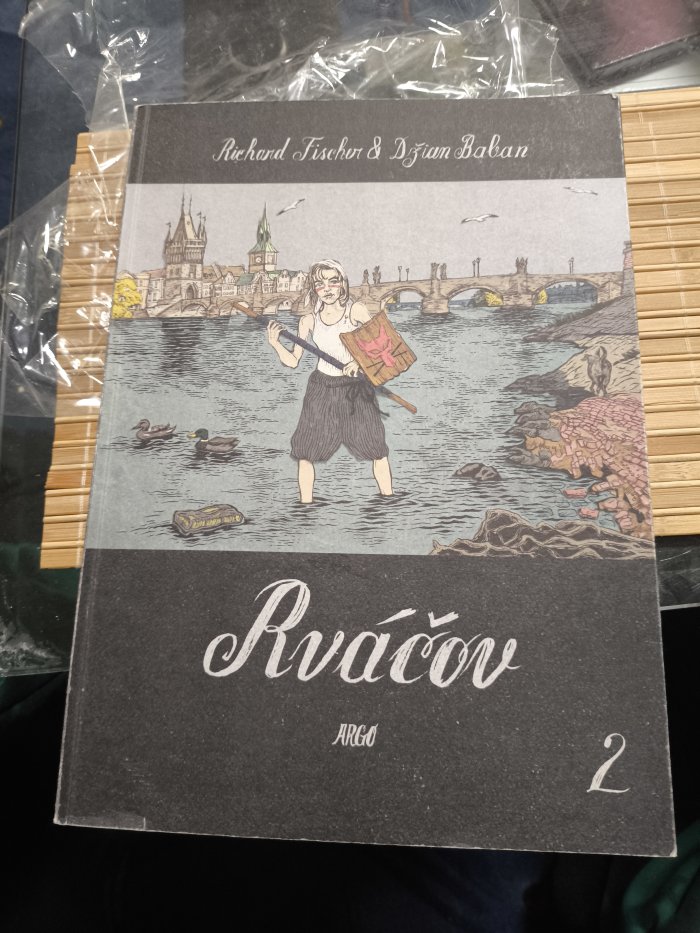 Richard Fischer & Džian Baban
Rváčov
ARGO
2